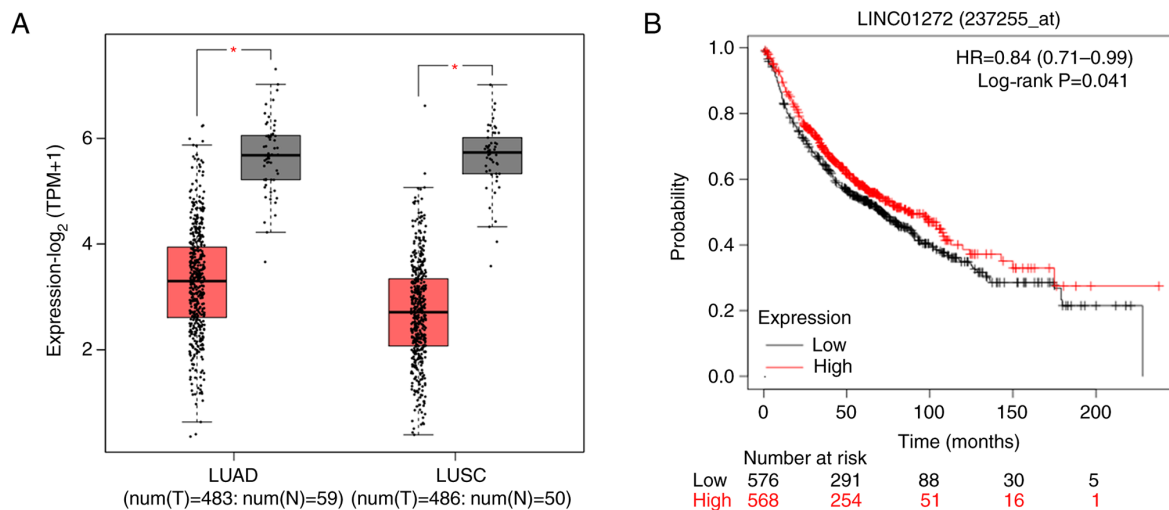 A
Expression-log2 (TPM+1)
6
4
2
*
*
LUAD
(num(T)=483: num(N)=59)
LUSC
(num(T)=486: num(N)=50)
B
LINC01272 (237255_at)
HR=0.84 (0.71–0.99)
Log-rank P=0.041
Probability
1.0
0.8
0.6
0.4
0.2
0.0
Expression
Low
High
0 50 100 150 200
Time (months)
Number at risk
Low 576 291 88 30 5
High 568 254 51 16 1